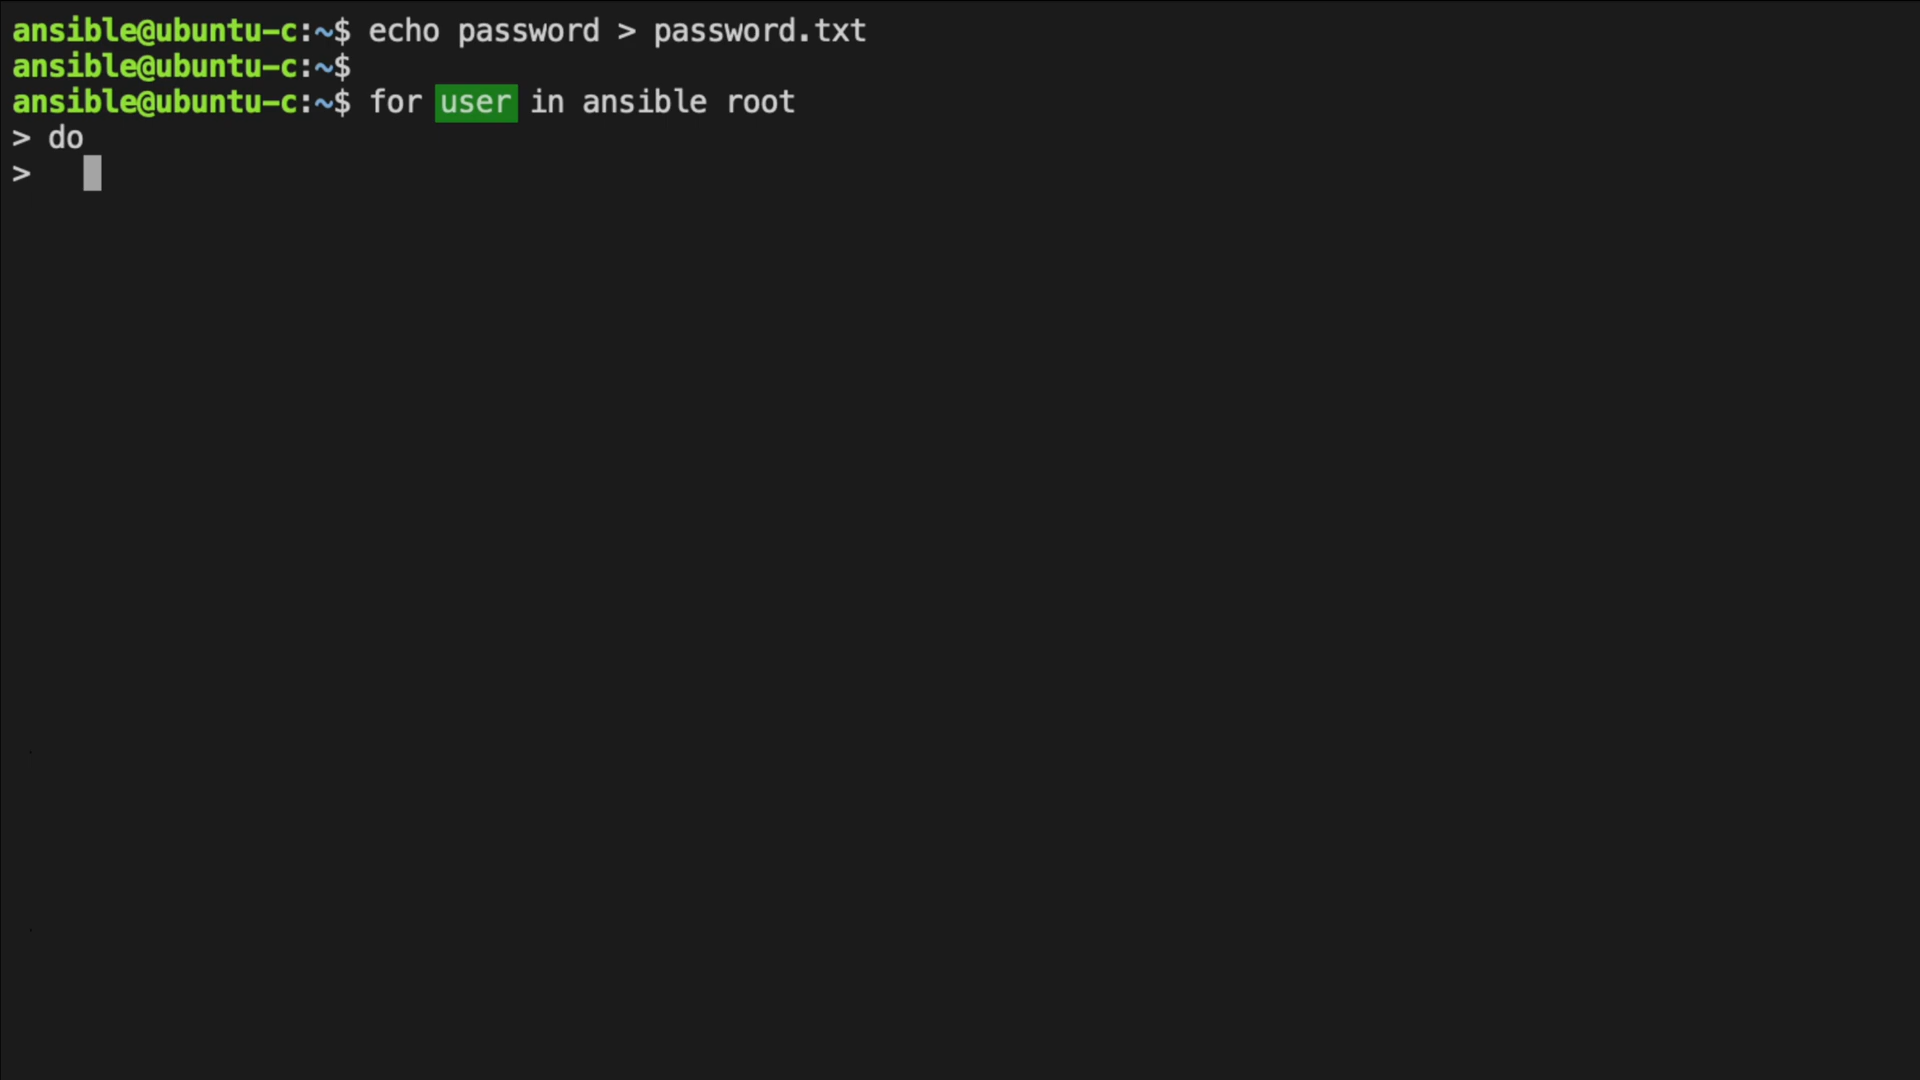 ansible@ubuntu-c:~$ echo password > password.txt
ansible@ubuntu-c:~$
ansible@ubuntu-c:~$ for user in ansible root
> do
>